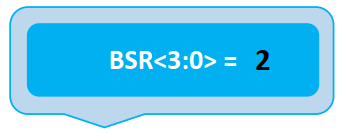 BSR<3:0> = 2